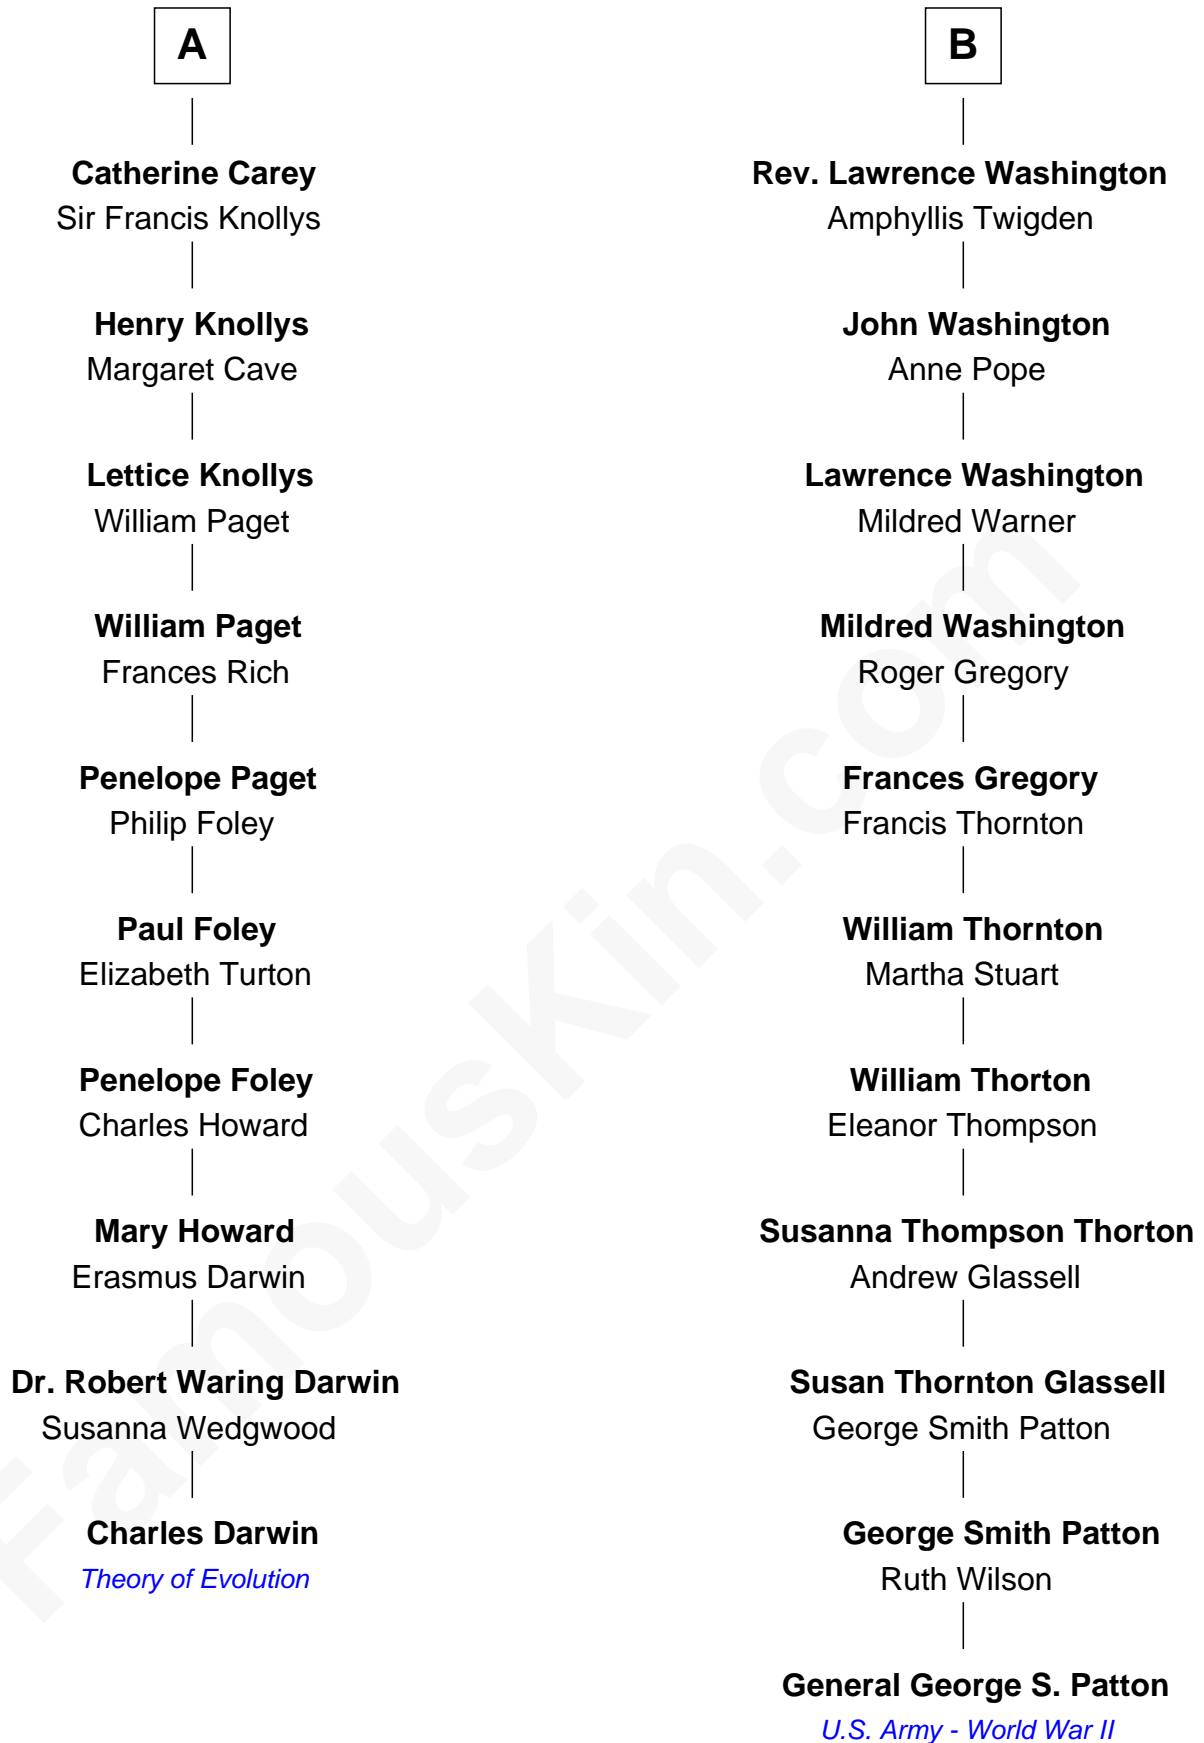 A
Catherine Carey
Sir Francis Knollys
Henry Knollys
Margaret Cave
Lettice Knollys
William Paget
William Paget
Frances Rich
Penelope Paget
Philip Foley
Paul Foley
Elizabeth Turton
Penelope Foley
Charles Howard
Mary Howard
Erasmus Darwin
Dr. Robert Waring Darwin
Susanna Wedgwood
Charles Darwin
Theory of Evolution
B
Rev. Lawrence Washington
Amphyllis Twigden
John Washington
Anne Pope
Lawrence Washington
Mildred Warner
Mildred Washington
Roger Gregory
Frances Gregory
Francis Thornton
William Thornton
Martha Stuart
William Thorton
Eleanor Thompson
Susanna Thompson Thorton
Andrew Glassell
Susan Thornton Glassell
George Smith Patton
George Smith Patton
Ruth Wilson
General George S. Patton
U.S. Army - World War II
FamousKin.com